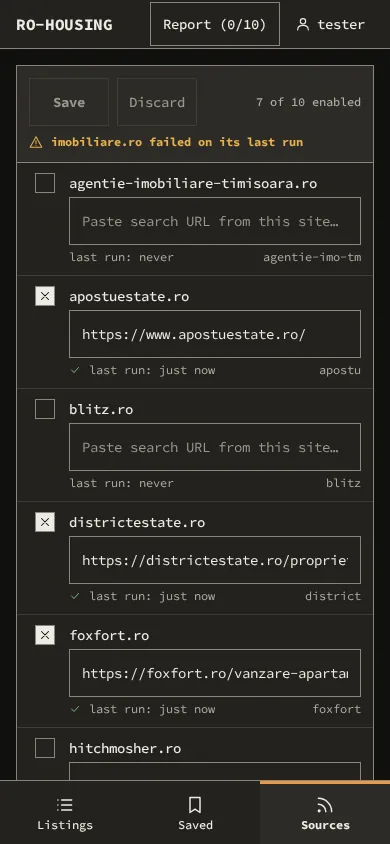 RO-HOUSING
Report (0/10)
tester
Save
Discard
7 of 10 enabled
imobiliare.ro failed on its last run
agentie-imobiliare-timisoara.ro
Paste search URL from this site…
last run: never
agentie-imo-tm
apostuestate.ro
https://www.apostuestate.ro/
last run: just now
apostu
blitz.ro
Paste search URL from this site…
last run: never
blitz
districtestate.ro
https://districtestate.ro/propriet
last run: just now
district
foxfort.ro
https://foxfort.ro/vanzare-apartam
last run: just now
foxfort
hitchmosher.ro
Listings
Saved
Sources